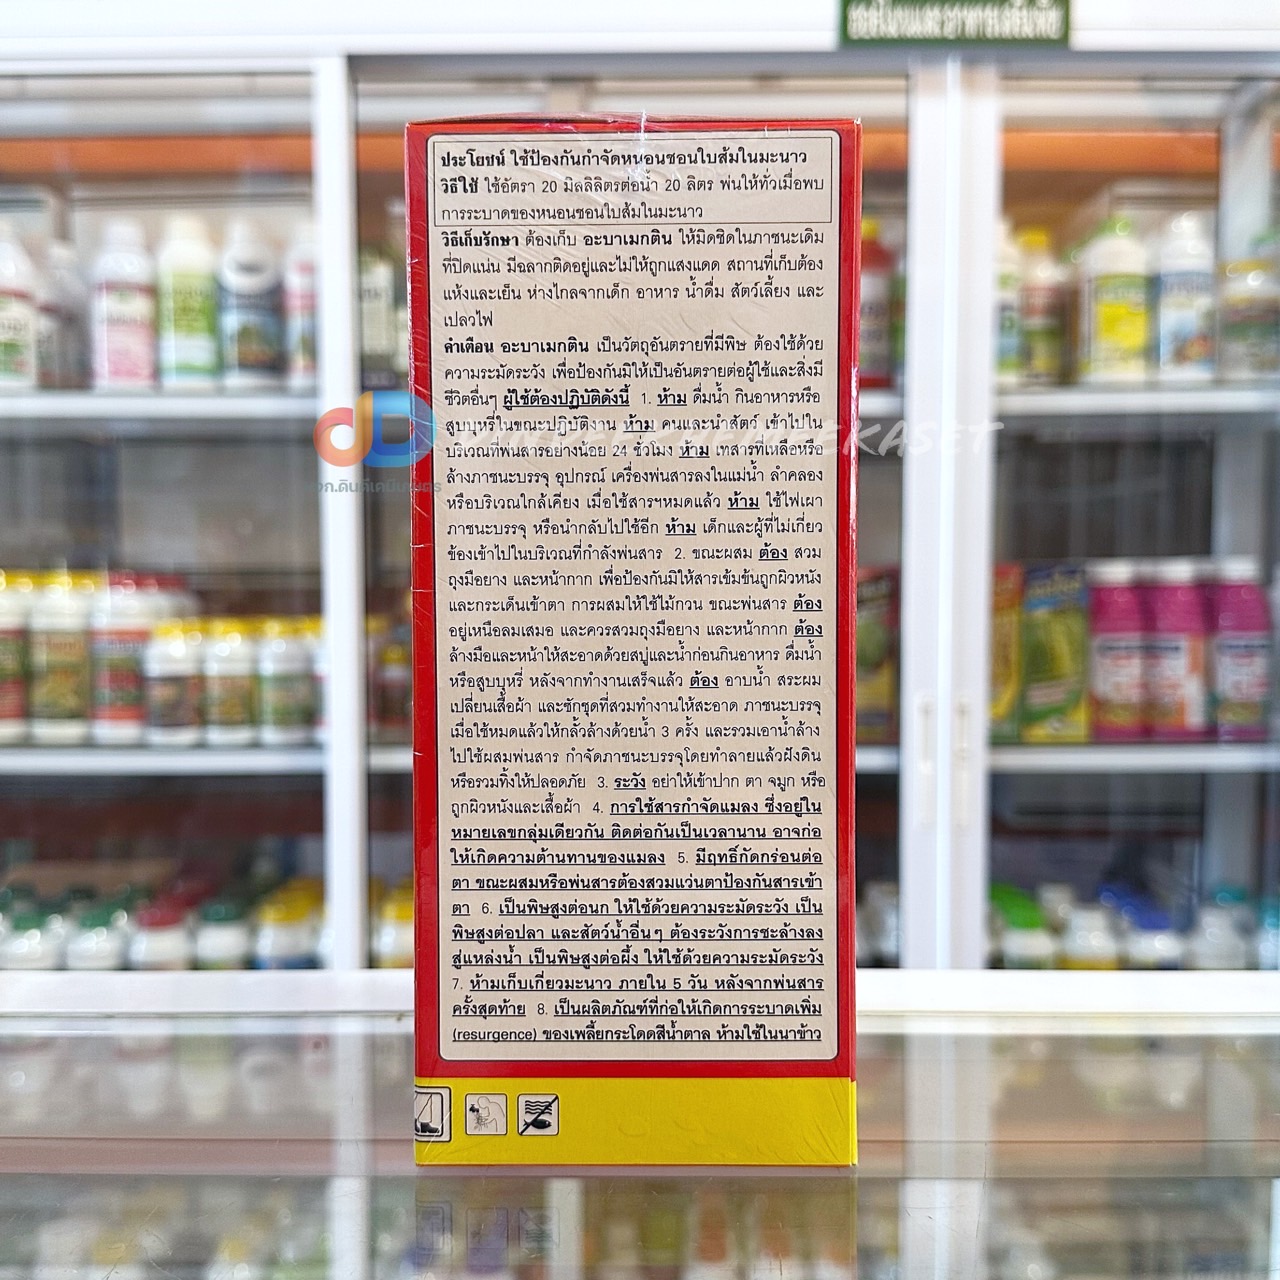 ประโยชน์ ใช้ป้องกันกำจัดหนอนชอนใบส้มในมะนาว
วิธีใช้ ใช้อัตรา 20 มิลลิลิตรต่อน้ำ 20 ลิตร พ่นให้ทั่วเมื่อพบ
การระบาดของหนอนชอนใบส้มในมะนาว
วิธีเก็บรักษา ต้องเก็บ อะบาเมกติน ให้มิดชิดในภาชนะเดิม
ที่ปิดแน่น มีฉลากติดอยู่และไม่ให้ถูกแสงแดด สถานที่เก็บต้อง
แห้งและเย็น ห่างไกลจากเด็ก อาหาร น้ำดื่ม สัตว์เลี้ยง และ
เปลวไฟ
คำเตือน อะบาเมกติน เป็นวัตถุอันตรายที่มีพิษ ต้องใช้ด้วย
ความระมัดระวัง เพื่อป้องกันมิให้เป็นอันตรายต่อผู้ใช้และสิ่งมี
ชีวิตอื่นๆ ผู้ใช้ต้องปฏิบัติดังนี้ 1. ห้าม ดื่มน้ำ กินอาหารหรือ
สูบบุหรี่ในขณะปฏิบัติงาน ห้าม คนและนำสัตว์ เข้าไปใน
บริเวณที่พ่นสารอย่างน้อย 24 ชั่วโมง ห้าม เทสารที่เหลือหรือ
ล้างภาชนะบรรจุ อุปกรณ์ เครื่องพ่นสารลงในแม่น้ำ ลำคลอง
หรือบริเวณใกล้เคียง เมื่อใช้สารฯหมดแล้ว ห้าม ใช้ไฟเผา
ภาชนะบรรจุ หรือนำกลับไปใช้อีก ห้าม เด็กและผู้ที่ไม่เกี่ยว
ข้องเข้าไปในบริเวณที่กำลังพ่นสาร 2. ขณะผสม ต้อง สวม
ถุงมือยาง และหน้ากาก เพื่อป้องกันมิให้สารเข้มข้นถูกผิวหนัง
และกระเด็นเข้าตา การผสมให้ใช้ไม้กวน ขณะพ่นสาร ต้อง
อยู่เหนือลมเสมอ และควรสวมถุงมือยาง และหน้ากาก ต้อง
ล้างมือและหน้าให้สะอาดด้วยสบู่และน้ำก่อนกินอาหาร ดื่มน้ำ
หรือสูบบุหรี่ หลังจากทำงานเสร็จแล้ว ต้อง อาบน้ำ สระผม
เปลี่ยนเสื้อผ้า และซักชุดที่สวมทำงานให้สะอาด ภาชนะบรรจุ
เมื่อใช้หมดแล้วให้กลั้วล้างด้วยน้ำ 3 ครั้ง และรวมเอาน้ำล้าง
ไปใช้ผสมพ่นสาร กำจัดภาชนะบรรจุโดยทำลายแล้วฝังดิน
หรือรวมทิ้งให้ปลอดภัย 3. ระวัง อย่าให้เข้าปาก ตา จมูก หรือ
ถูกผิวหนังและเสื้อผ้า 4. การใช้สารกำจัดแมลง ซึ่งอยู่ใน
หมายเลขกลุ่มเดียวกัน ติดต่อกันเป็นเวลานาน อาจก่อ
ให้เกิดความต้านทานของแมลง 5. มีฤทธิ์กัดกร่อนต่อ
ตา ขณะผสมหรือพ่นสารต้องสวมแว่นตาป้องกันสารเข้า
ตา 6. เป็นพิษสูงต่อนก ให้ใช้ด้วยความระมัดระวัง เป็น
พิษสูงต่อปลา และสัตว์น้ำอื่นๆ ต้องระวังการชะล้างลง
สู่แหล่งน้ำ เป็นพิษสูงต่อผึ้ง ให้ใช้ด้วยความระมัดระวัง
7. ห้ามเก็บเกี่ยวมะนาว ภายใน 5 วัน หลังจากพ่นสาร
ครั้งสุดท้าย 8. เป็นผลิตภัณฑ์ที่ก่อให้เกิดการระบาดเพิ่ม
(resurgence) ของเพลี้ยกระโดดสีน้ำตาล ห้ามใช้ในนาข้าว